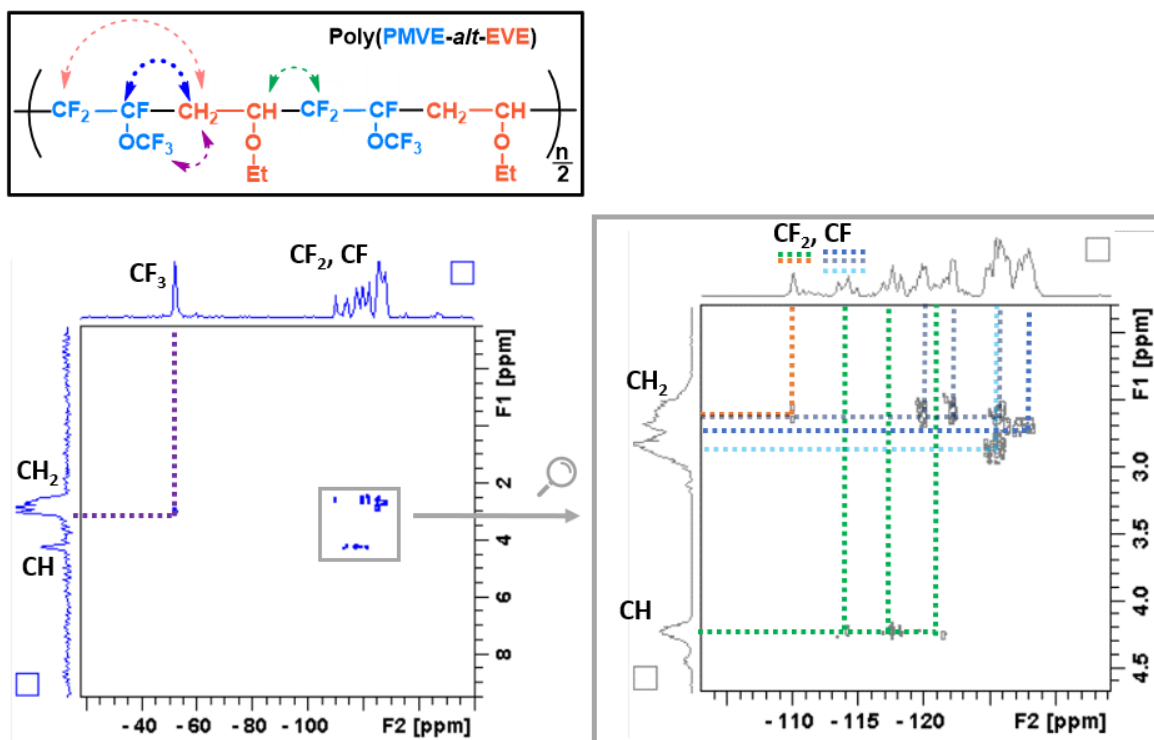 Poly(PMVE-alt-EVE)
CF2 CF CH2 CH CF2 CF CH2 CH
OCF3 O OCF3 O
Et Et
n
2
CF3
CF2, CF
CH2
CH
F1 [ppm]
2
4
6
8
- 40 - 60 - 80 - 100 F2 [ppm]
CF2, CF
CH2
CH
F1 [ppm]
3.0
3.5
4.0
4.5
- 110 - 115 - 120 F2 [ppm]